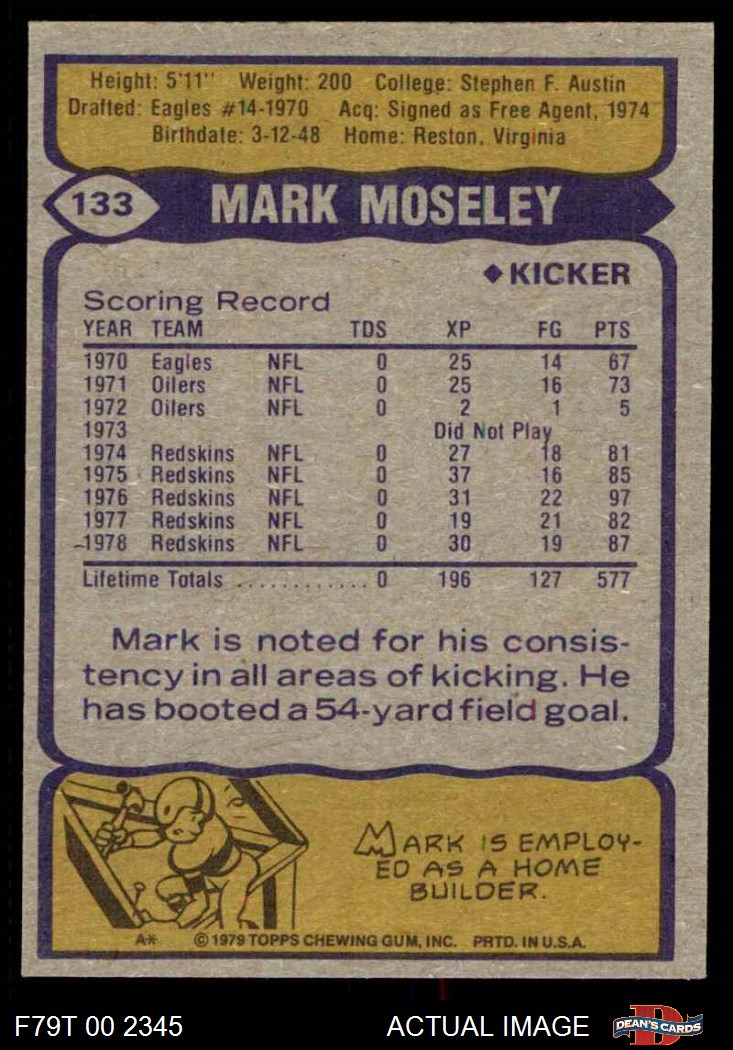 Height: 5'11" Weight: 200 College: Stephen F. Austin
Drafted: Eagles #14-1970 Acq: Signed as Free Agent, 1974
Birthdate: 3-12-48 Home: Reston, Virginia
133 MARK MOSELEY
◆KICKER
Scoring Record
YEAR TEAM TDS XP FG PTS
1970 Eagles NFL 0 25 14 67
1971 Oilers NFL 0 25 16 73
1972 Oilers NFL 0 2 1 5
1973 Did Not Play
1974 Redskins NFL 0 27 18 81
1975 Redskins NFL 0 37 16 85
1976 Redskins NFL 0 31 22 97
1977 Redskins NFL 0 19 21 82
1978 Redskins NFL 0 30 19 87
Lifetime Totals ............ 0 196 127 577
Mark is noted for his consis-
tency in all areas of kicking. He
has booted a 54-yard field goal.
MARK IS EMPLOY-
ED AS A HOME
BUILDER.
A* © 1979 TOPPS CHEWING GUM, INC. PRTD. IN U.S.A.
F79T 00 2345 ACTUAL IMAGE D DEAN'S CARDS